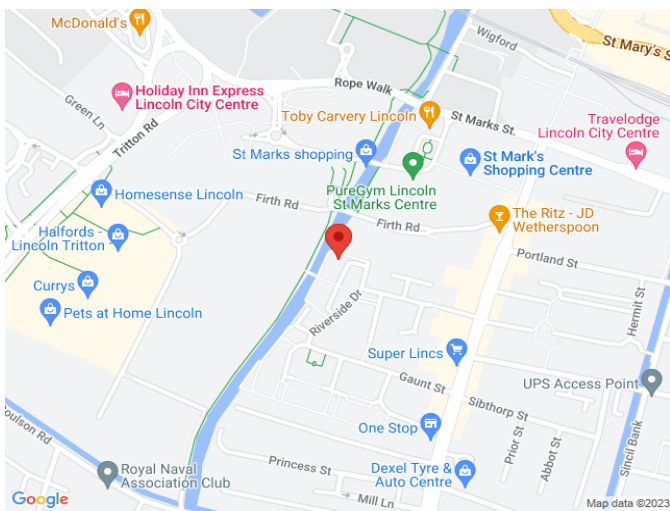 McDonald's
Wigford
St Mary's S
Green Ln
Tritton Rd
Holiday Inn Express
Lincoln City Centre
Rope Walk
Toby Carvery Lincoln
St Marks St.
Travelodge
Lincoln City Centre
St Marks shopping
St Mark's
Shopping Centre
PureGym Lincoln
St Marks Centre
Homesense Lincoln
Firth Rd
Firth Rd
The Ritz - JD
Wetherspoon
Halfords -
Lincoln Tritton
Portland St
Currys
Pets at Home Lincoln
Hermit St
Riverside Dr
Super Lincs
Gaunt St
UPS Access Point
Sibthorp St
oulson Rd
One Stop
Prior St
Abbot St
Sincil Bank
Royal Naval
Association Club
Princess St
Dexel Tyre &
Auto Centre
Mill Ln
Google
Map data ©2023